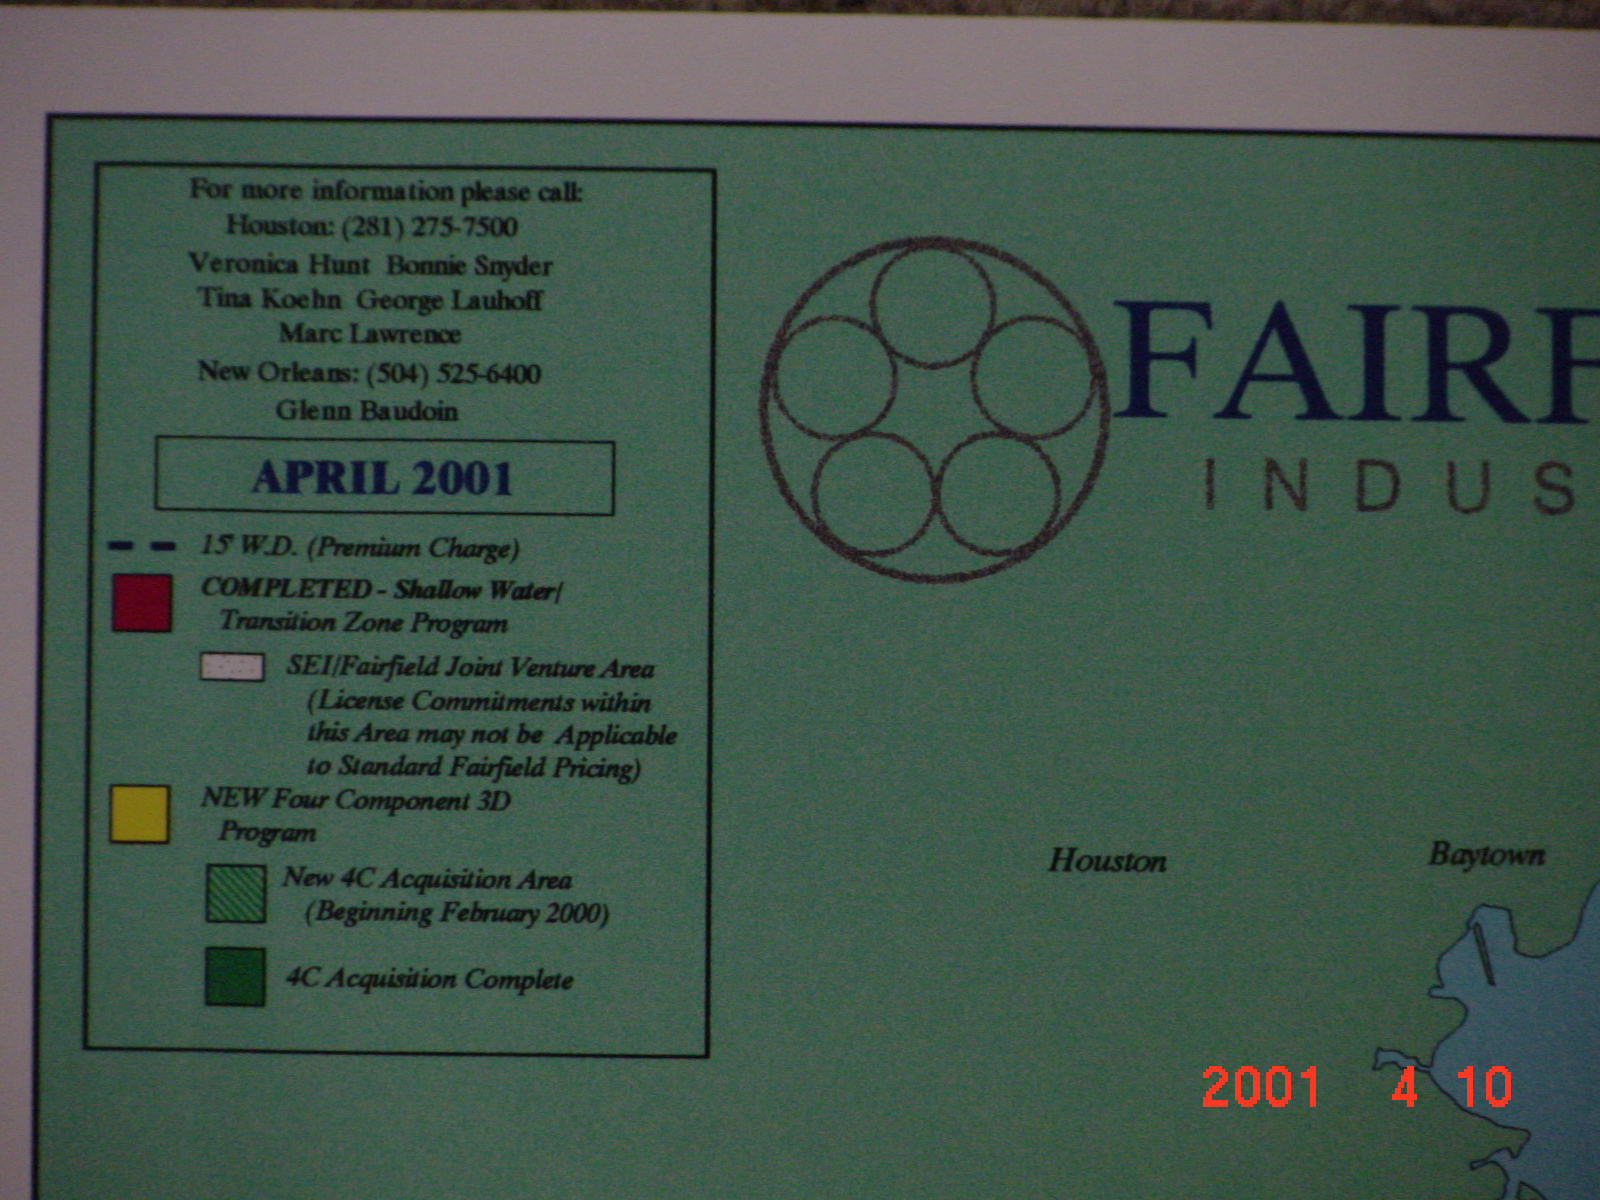 For more information please call:
Houston: (281) 275-7500
Veronica Hunt Bonnie Snyder
Tina Koehn George Lauhoff
Marc Lawrence
New Orleans: (504) 525-6400
Glenn Baudoin
APRIL 2001
15' W.D. (Premium Charge)
COMPLETED - Shallow Water/
Transition Zone Program
SEI/Fairfield Joint Venture Area
(License Commitments within
this Area may not be Applicable
to Standard Fairfield Pricing)
NEW Four Component 3D
Program
New 4C Acquisition Area
(Beginning February 2000)
4C Acquisition Complete
FAIRF
INDUS
Houston
Baytown
2001 4 10